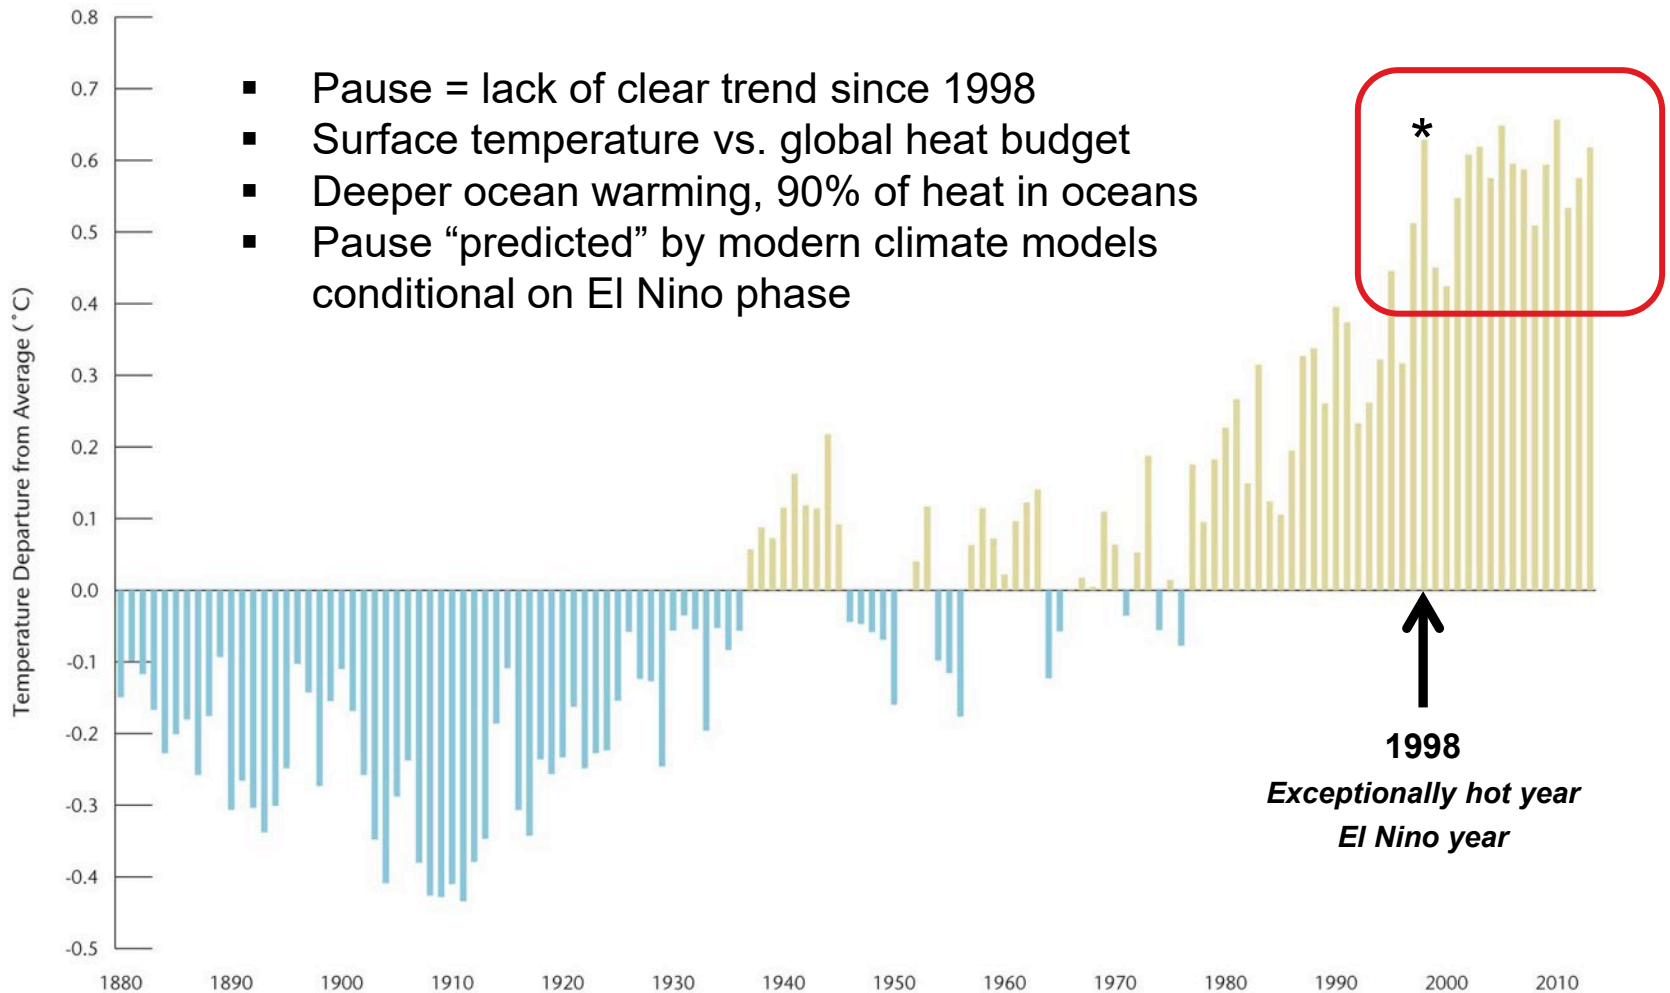 0.8
0.7
0.6
0.5
0.4
0.3
0.2
0.1
0.0
-0.1
-0.2
-0.3
-0.4
-0.5
Temperature Departure from Average (˚C)
▪ Pause = lack of clear trend since 1998
▪ Surface temperature vs. global heat budget
▪ Deeper ocean warming, 90% of heat in oceans
▪ Pause “predicted” by modern climate models
conditional on El Nino phase
*
1998
Exceptionally hot year
El Nino year
1880 1890 1900 1910 1920 1930 1940 1950 1960 1970 1980 1990 2000 2010